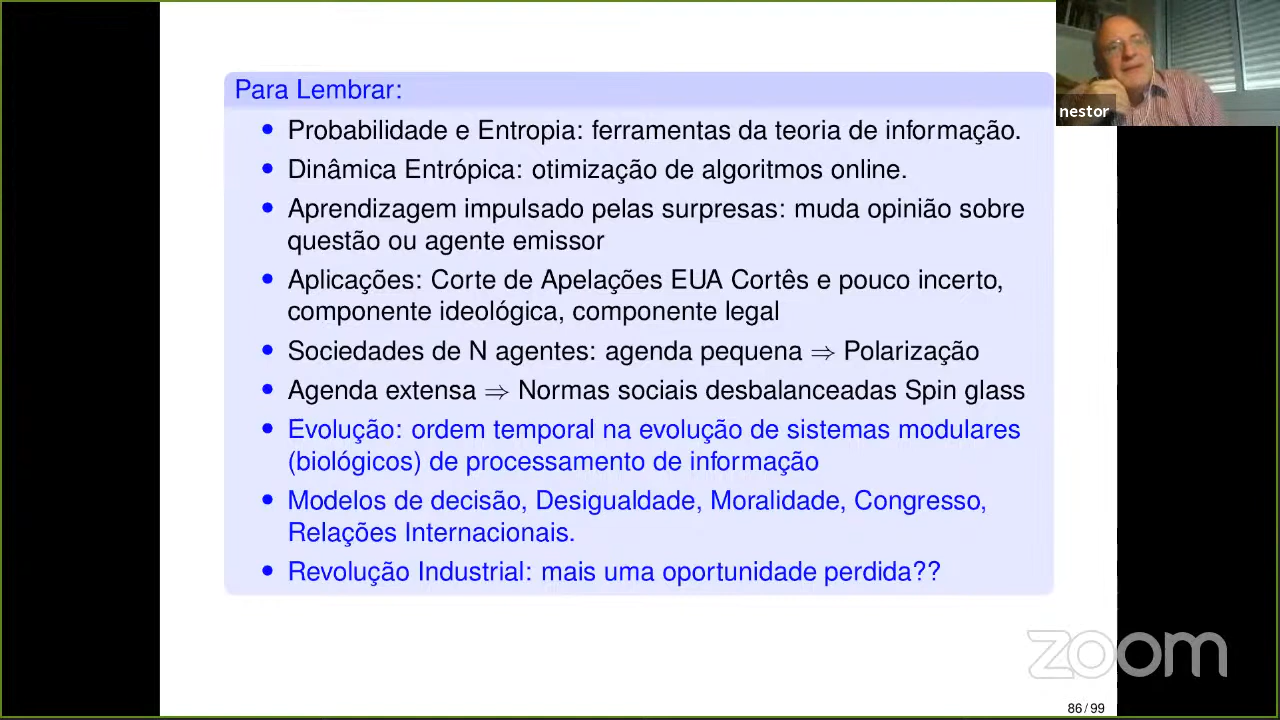 Para Lembrar:
Probabilidade e Entropia: ferramentas da teoria de informação.
Dinâmica Entrópica: otimização de algoritmos online.
Aprendizagem impulsado pelas surpresas: muda opinião sobre
questão ou agente emissor
Aplicações: Corte de Apelações EUA Cortês e pouco incerto,
componente ideológica, componente legal
Sociedades de N agentes: agenda pequena ⇒ Polarização
Agenda extensa ⇒ Normas sociais desbalanceadas Spin glass
Evolução: ordem temporal na evolução de sistemas modulares
(biológicos) de processamento de informação
Modelos de decisão, Desigualdade, Moralidade, Congresso,
Relações Internacionais.
Revolução Industrial: mais uma oportunidade perdida??
nestor
zoom
86/99